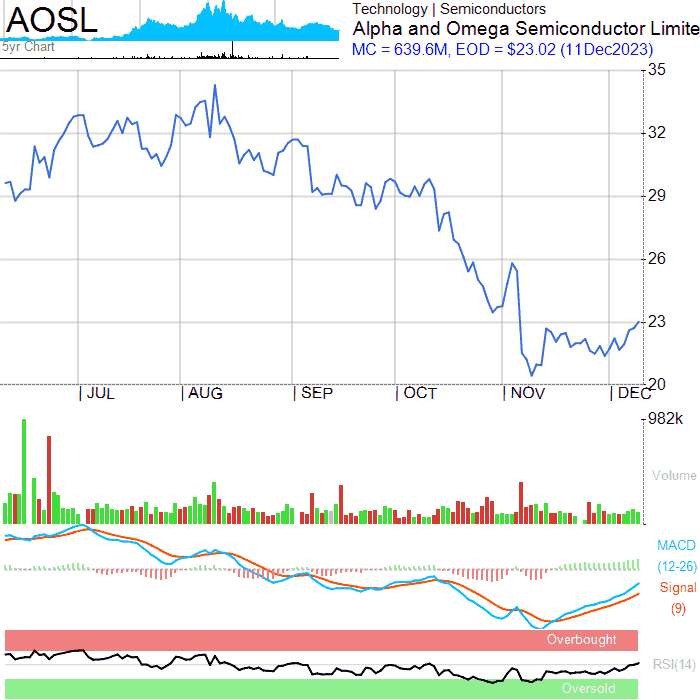 AOSL
Technology | Semiconductors
Alpha and Omega Semiconductor Limite
MC = 639.6M, EOD = $23.02 (11Dec2023)
5yr Chart
35
32
29
26
23
20
| JUL | AUG | SEP | OCT | NOV | DEC
982k
Volume
MACD
(12-26)
Signal
(9)
Overbought
RSI(14)
Oversold